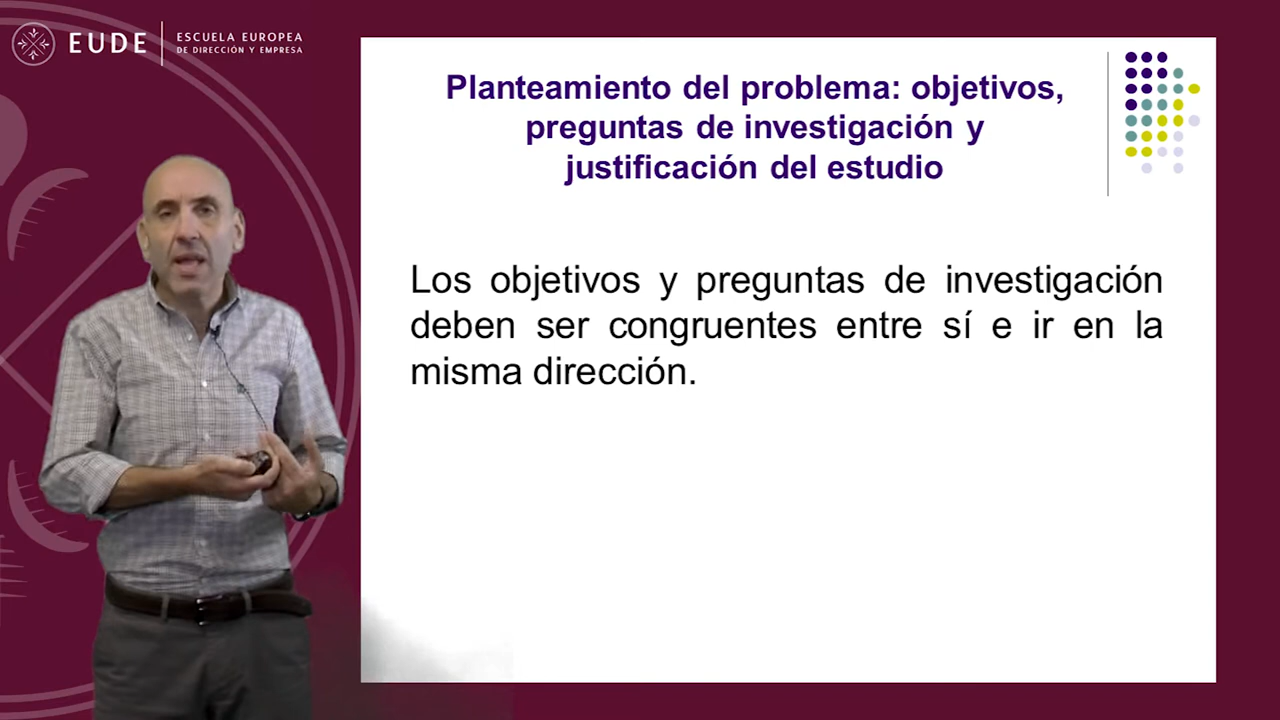 EUDE
ESCUELA EUROPEA
DE DIRECCIÓN Y EMPRESA
Planteamiento del problema: objetivos,
preguntas de investigación y
justificación del estudio
Los objetivos y preguntas de investigación
deben ser congruentes entre sí e ir en la
misma dirección.